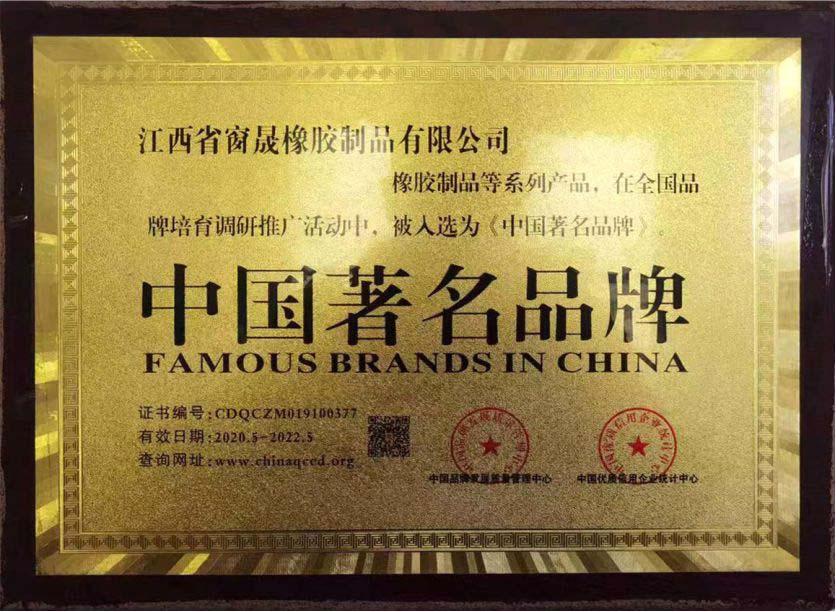 江西省窗晟橡胶制品有限公司
橡胶制品等系列产品，在全国品
牌培育调研推广活动中，被入选为《中国著名品牌》。
中国著名品牌
FAMOUS BRANDS IN CHINA
证书编号:CDQCZM019100377
有效日期:2020.5-2022.5
查询网址:www.chinaqccd.org
中国品牌发展质量管理中心
中国优质信用企业统计中心